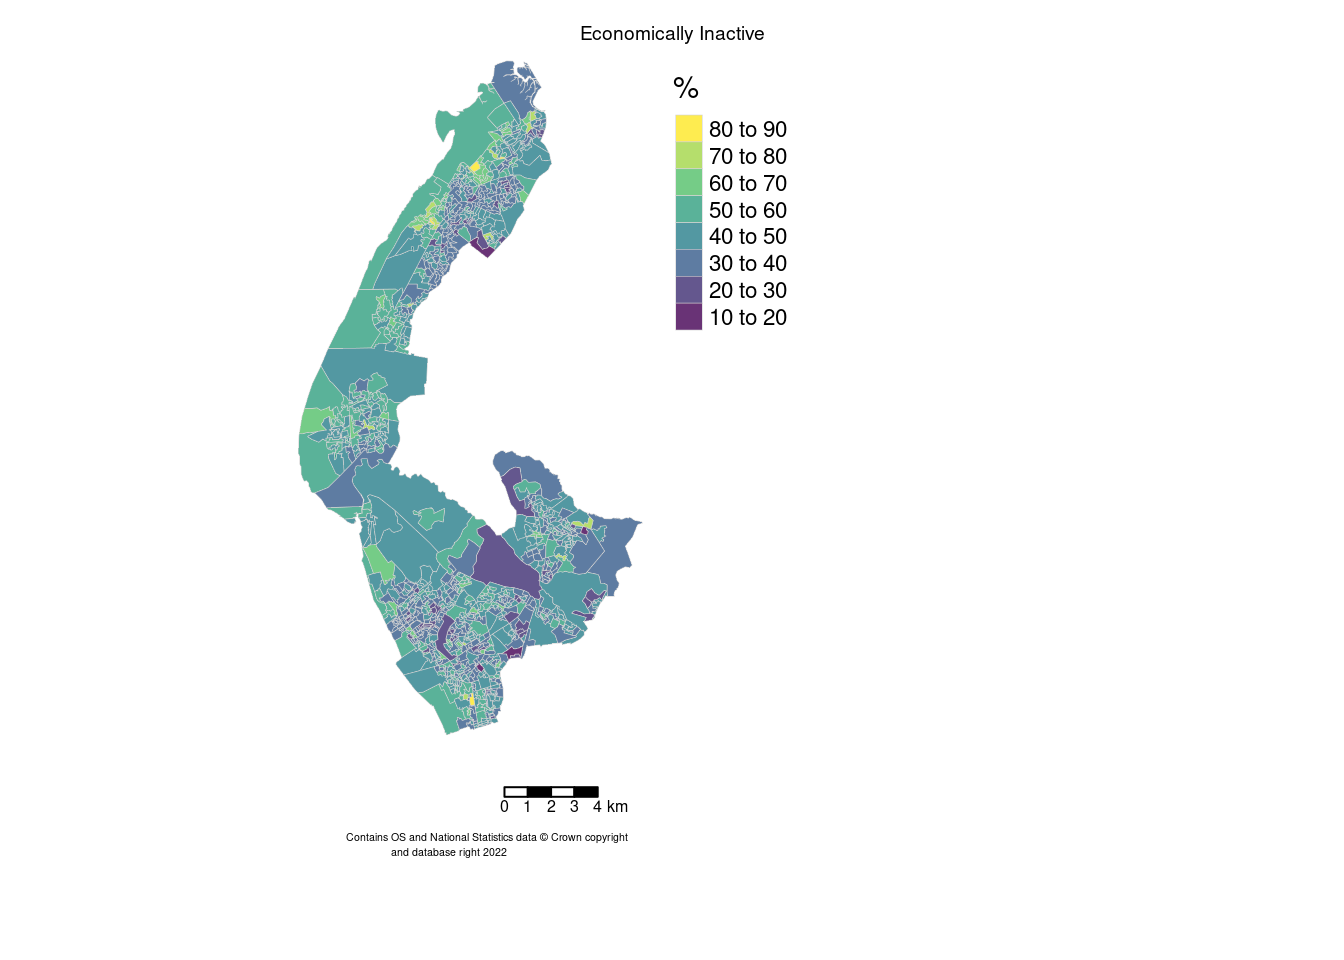 Economically Inactive
%
80 to 90
70 to 80
60 to 70
50 to 60
40 to 50
30 to 40
20 to 30
10 to 20
0 1 2 3 4 km
Contains OS and National Statistics data © Crown copyright
and database right 2022